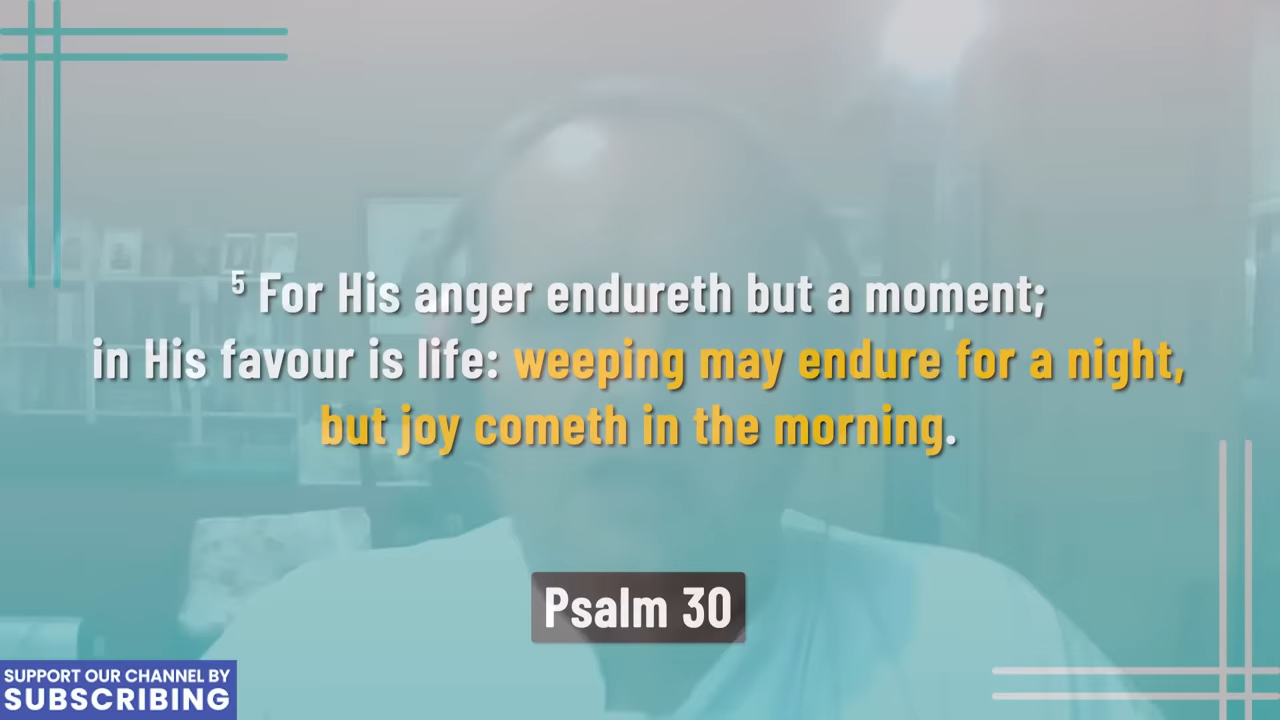 ⁵ For His anger endureth but a moment;
in His favour is life: weeping may endure for a night,
but joy cometh in the morning.
Psalm 30
SUPPORT OUR CHANNEL BY
SUBSCRIBING